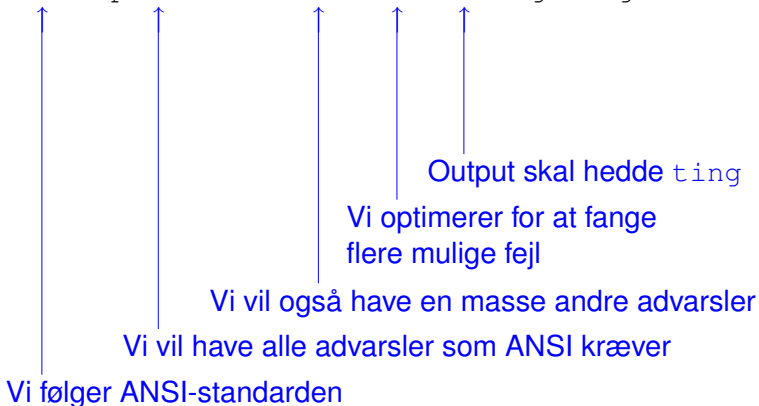 Output skal hedde ting
Vi optimerer for at fange
flere mulige fejl
Vi vil også have en masse andre advarsler
Vi vil have alle advarsler som ANSI kræver
Vi følger ANSI-standarden